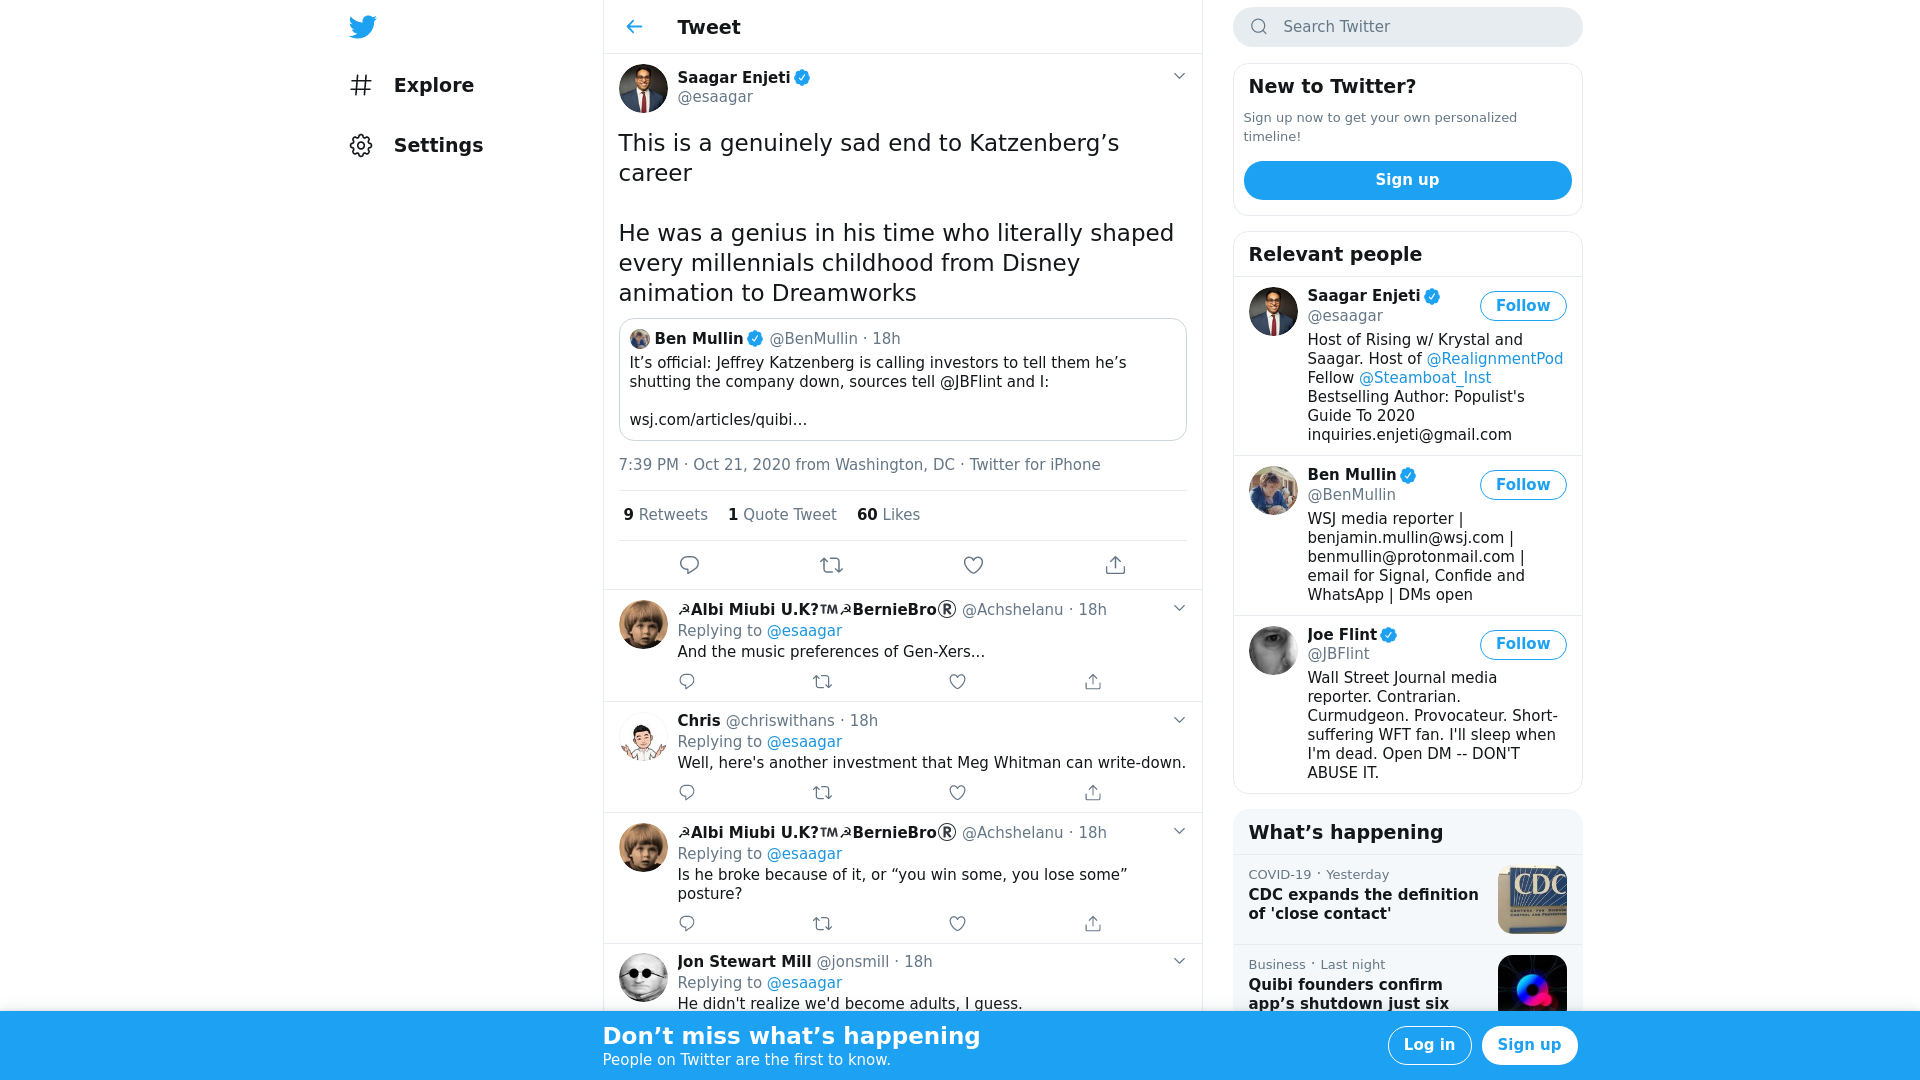 Explore
Settings
Tweet
Saagar Enjeti
@esaagar
This is a genuinely sad end to Katzenberg’s
career
He was a genius in his time who literally shaped
every millennials childhood from Disney
animation to Dreamworks
Ben Mullin @BenMullin · 18h
It’s official: Jeffrey Katzenberg is calling investors to tell them he’s
shutting the company down, sources tell @JBFlint and I:
wsj.com/articles/quibi…
7:39 PM · Oct 21, 2020 from Washington, DC · Twitter for iPhone
9 Retweets 1 Quote Tweet 60 Likes
☭Albi Miubi U.K?™☭BernieBro® @Achshelanu · 18h
Replying to @esaagar
And the music preferences of Gen-Xers…
Chris @chriswithans · 18h
Replying to @esaagar
Well, here's another investment that Meg Whitman can write-down.
☭Albi Miubi U.K?™☭BernieBro® @Achshelanu · 18h
Replying to @esaagar
Is he broke because of it, or “you win some, you lose some”
posture?
Jon Stewart Mill @jonsmill · 18h
Replying to @esaagar
He didn't realize we'd become adults, I guess.
Search Twitter
New to Twitter?
Sign up now to get your own personalized
timeline!
Sign up
Relevant people
Saagar Enjeti
@esaagar
Follow
Host of Rising w/ Krystal and
Saagar. Host of @RealignmentPod
Fellow @Steamboat_Inst
Bestselling Author: Populist's
Guide To 2020
inquiries.enjeti@gmail.com
Ben Mullin
@BenMullin
Follow
WSJ media reporter |
benjamin.mullin@wsj.com |
benmullin@protonmail.com |
email for Signal, Confide and
WhatsApp | DMs open
Joe Flint
@JBFlint
Follow
Wall Street Journal media
reporter. Contrarian.
Curmudgeon. Provocateur. Short-
suffering WFT fan. I'll sleep when
I'm dead. Open DM -- DON'T
ABUSE IT.
What’s happening
COVID-19 · Yesterday
CDC expands the definition
of 'close contact'
CDC
Business · Last night
Quibi founders confirm
app’s shutdown just six
Don’t miss what’s happening
People on Twitter are the first to know.
Log in
Sign up